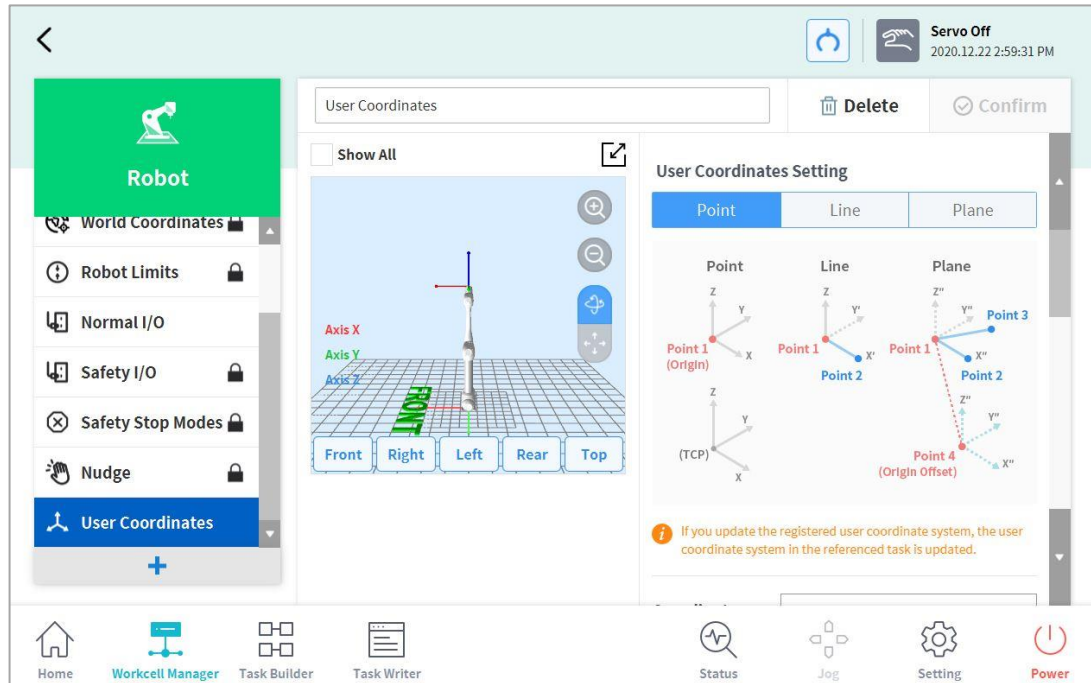 Servo Off
2020.12.22 2:59:31 PM
Robot
World Coordinates
Robot Limits
Normal I/O
Safety I/O
Safety Stop Modes
Nudge
User Coordinates
+
User Coordinates
Delete
Confirm
Show All
Axis X
Axis Y
Axis Z
FRONT
Front Right Left Rear Top
User Coordinates Setting
Point Line Plane
Point Line Plane
Z Z Z"
Y Y' Y" Point 3
Point 1 X Point 1 X' Point 1 X"
(Origin) Point 2 Point 2
Z Z"
Y Y"
(TCP) Point 4 X"
X (Origin Offset)
If you update the registered user coordinate system, the user
coordinate system in the referenced task is updated.
Home Workcell Manager Task Builder Task Writer Status Jog Setting Power